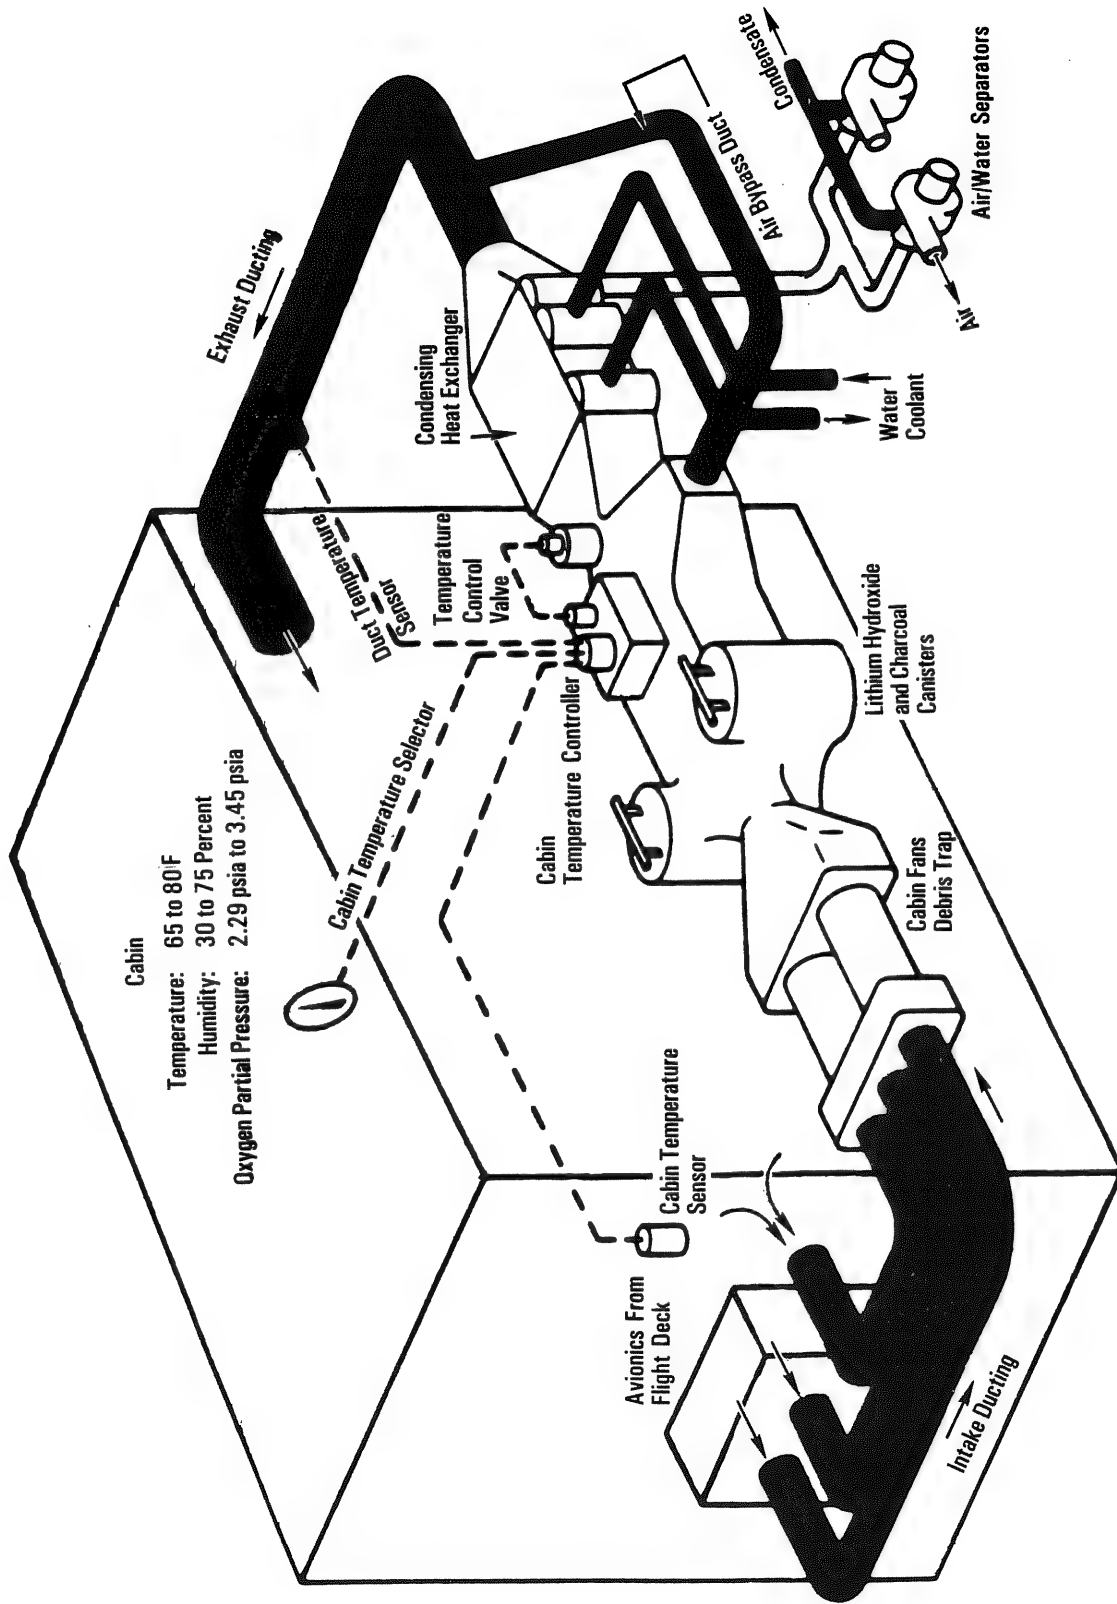 Cabin
Temperature: 65 to 80°F
Humidity: 30 to 75 Percent
Oxygen Partial Pressure: 2.29 psia to 3.45 psia
Exhaust Ducting
Duct Temperature
Sensor
Condensing
Heat Exchanger
Temperature
Control
Valve
Cabin Temperature Selector
Cabin
Temperature Controller
Air Bypass Duct
Condensate
Air/Water Separators
Air
Water
Coolant
Lithium Hydroxide
and Charcoal
Canisters
Cabin Fans
Debris Trap
Cabin Temperature
Sensor
Avionics From
Flight Deck
Intake Ducting